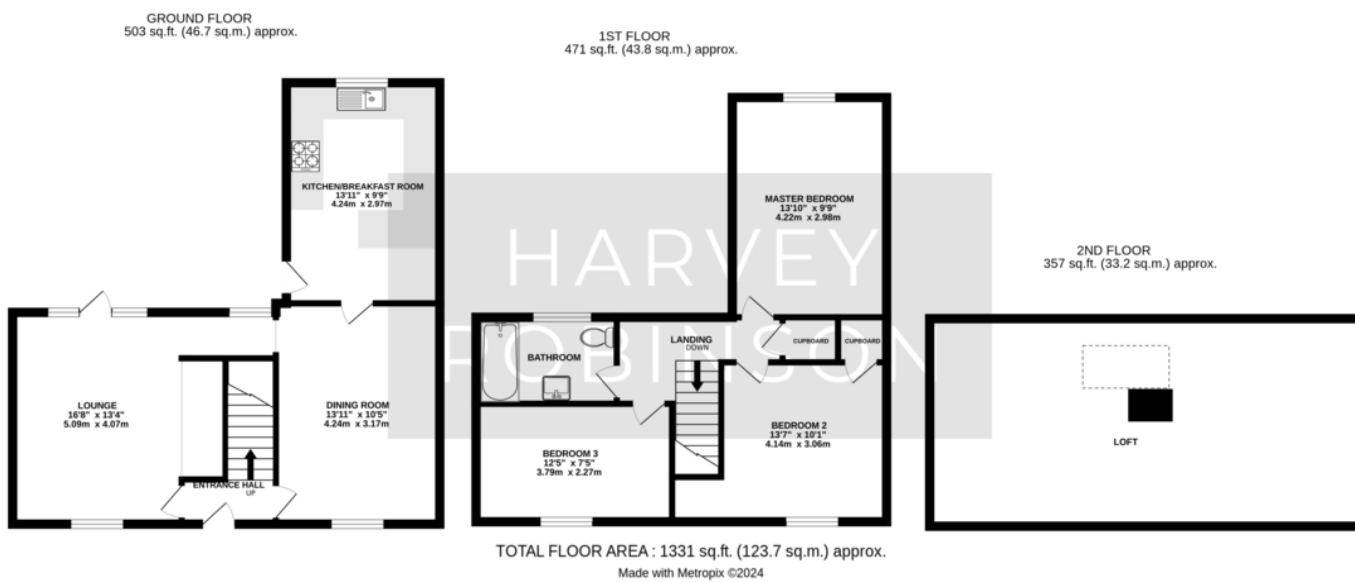 GROUND FLOOR
503 sq.ft. (46.7 sq.m.) approx.
KITCHEN/BREAKFAST ROOM
13'11" x 9'9"
4.24m x 2.97m
LOUNGE
16'8" x 13'4"
5.09m x 4.07m
DINING ROOM
13'11" x 10'5"
4.24m x 3.17m
ENTRANCE HALL
UP
1ST FLOOR
471 sq.ft. (43.8 sq.m.) approx.
MASTER BEDROOM
13'10" x 9'9"
4.22m x 2.98m
HARVEY
ROBINSON
LANDING
DOWN
CUPBOARD
CUPBOARD
BATHROOM
BEDROOM 2
13'7" x 10'1"
4.14m x 3.06m
BEDROOM 3
12'5" x 7'5"
3.79m x 2.27m
2ND FLOOR
357 sq.ft. (33.2 sq.m.) approx.
LOFT
TOTAL FLOOR AREA : 1331 sq.ft. (123.7 sq.m.) approx.
Made with Metropix ©2024